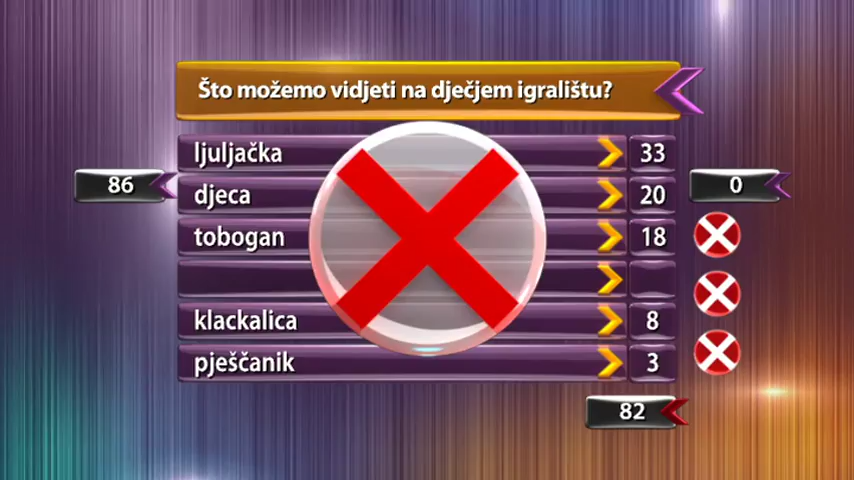 Što možemo vidjeti na dječjem igralištu?
ljuljačka 33
86
djeca 20
0
tobogan 18
klackalica 8
pješčanik 3
82